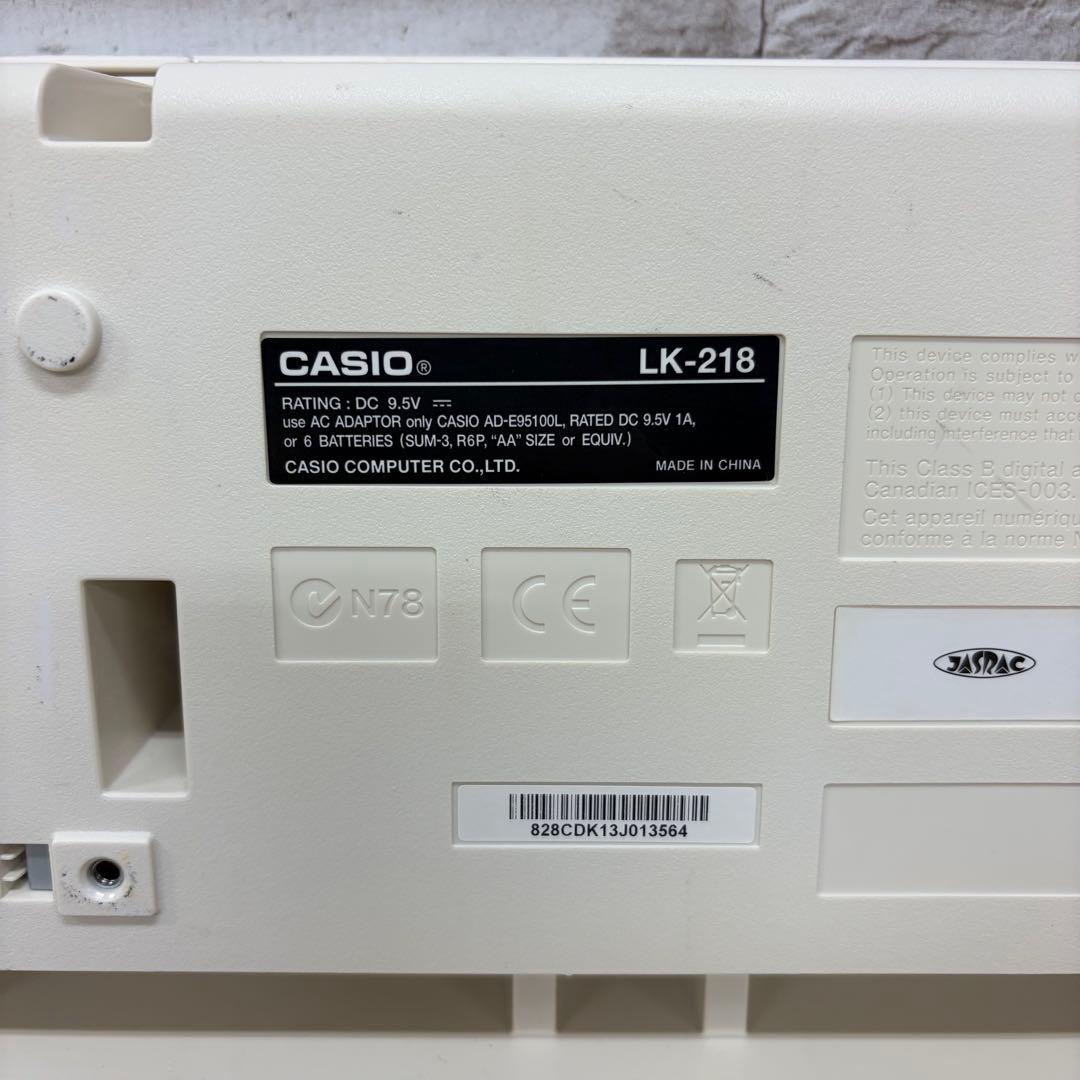 CASIO® LK-218
RATING : DC 9.5V
use AC ADAPTOR only CASIO AD-E95100L, RATED DC 9.5V 1A,
or 6 BATTERIES (SUM-3, R6P, “AA” SIZE or EQUIV.)
CASIO COMPUTER CO.,LTD. MADE IN CHINA
This device complies w
Operation is subject to
(1) This device may not c
(2) this device must acc
including interference that
This Class B digital a
Canadian ICES-003.
Cet appareil numériqu
conforme à la norme N
N78
CE
JASRAC
828CDK13J013564